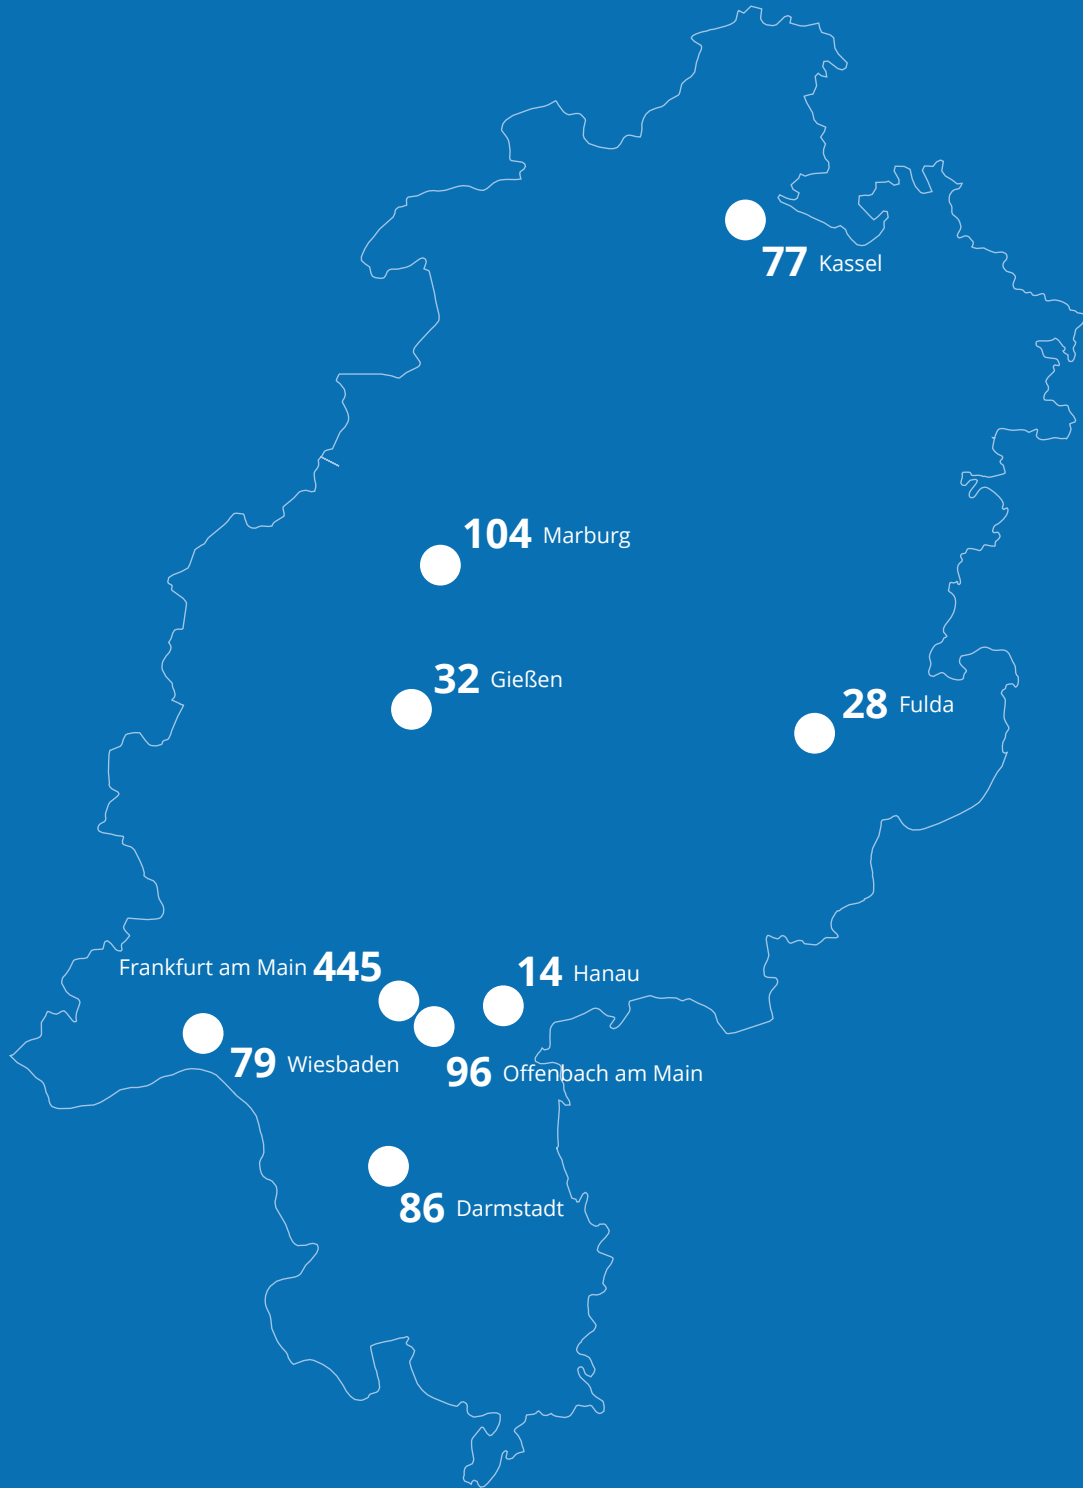 77 Kassel
104 Marburg
32 Gießen
28 Fulda
Frankfurt am Main 445
14 Hanau
79 Wiesbaden
96 Offenbach am Main
86 Darmstadt